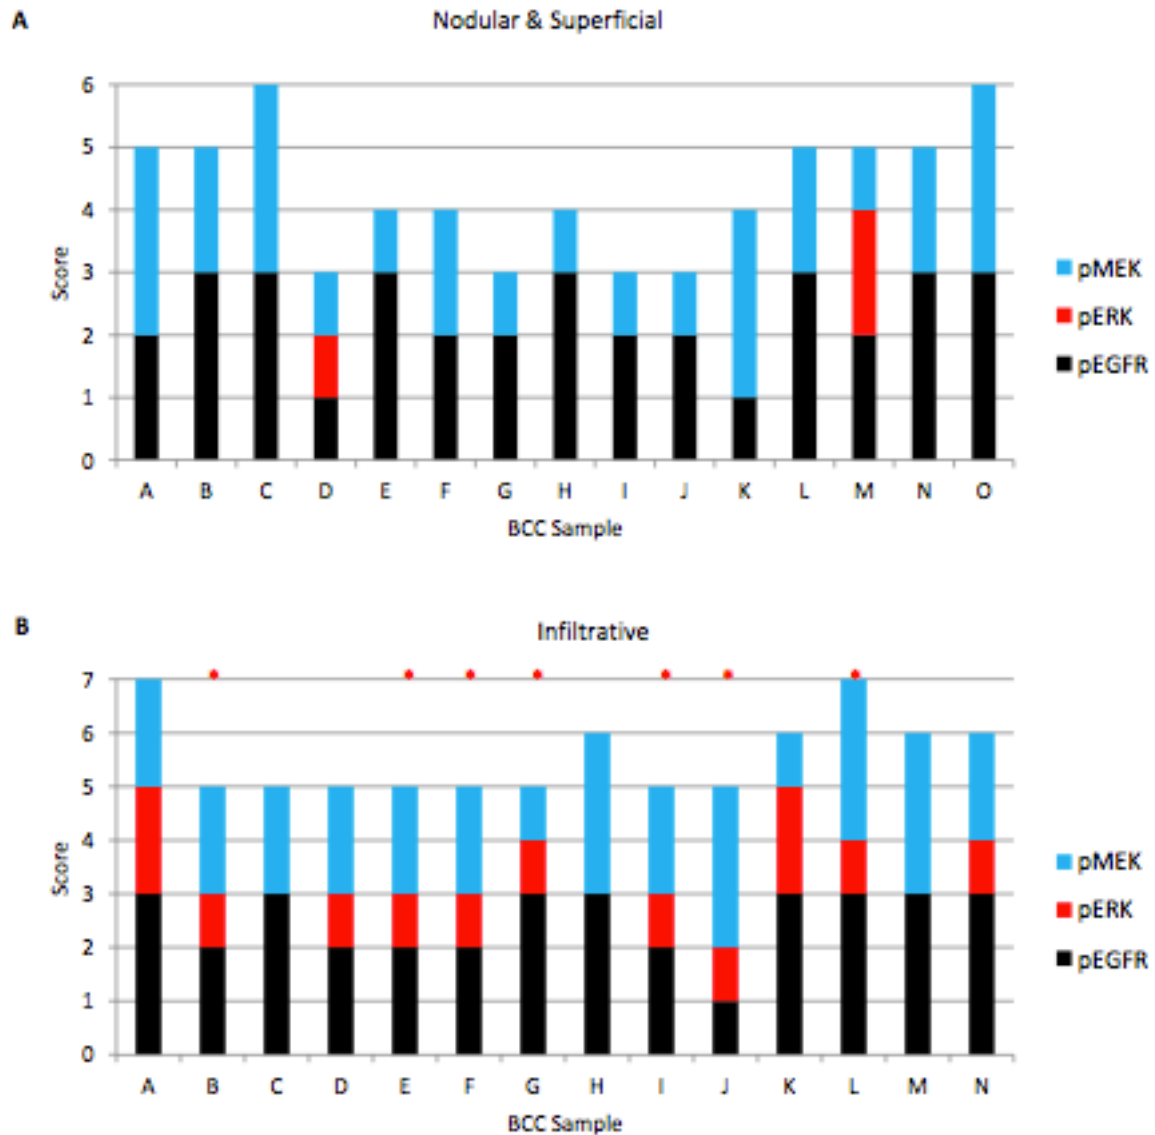 A
Nodular & Superficial
6
5
4
3
2
1
0
Score
A B C D E F G H I J K L M N O
BCC Sample
pMEK
pERK
pEGFR
B
Infiltrative
7
6
5
4
3
2
1
0
Score
A B C D E F G H I J K L M N
BCC Sample
pMEK
pERK
pEGFR